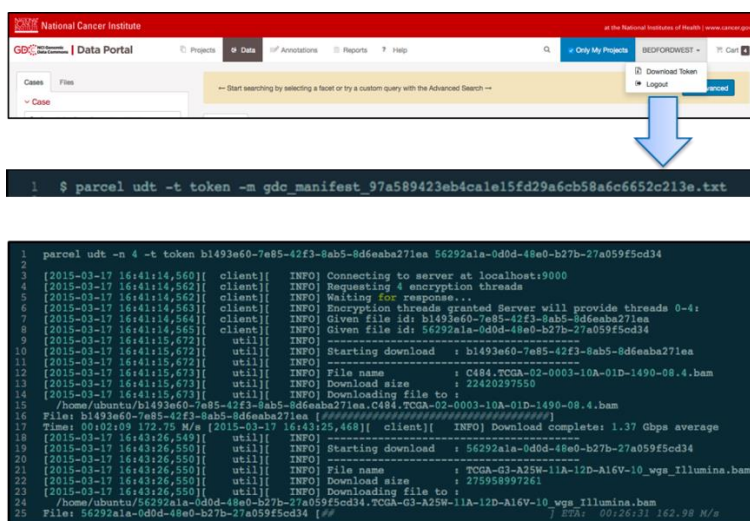 National Cancer Institute
at the National Institutes of Health | www.cancer.gov
GDC NCI Genomic Data Commons | Data Portal Projects Data Annotations Reports ? Help Only My Projects BEDFORDWEST Cart 4
Download Token
Logout
Cases Files
Case
← Start searching by selecting a facet or try a custom query with the Advanced Search →
1 $ parcel udt -t token -m gdc_manifest_97a589423eb4ca1e15fd29a6cb58a6c6652c213e.txt
1 parcel udt -n 4 -t token b1493e60-7e85-42f3-8ab5-8d6eaba271ea 56292a1a-0d0d-48e0-b27b-27a059f5cd34
2
3 [2015-03-17 16:41:14,560][ client][ INFO] Connecting to server at localhost:9000
4 [2015-03-17 16:41:14,562][ client][ INFO] Requesting 4 encryption threads
5 [2015-03-17 16:41:14,562][ client][ INFO] Waiting for response...
6 [2015-03-17 16:41:14,563][ client][ INFO] Encryption threads granted Server will provide threads 0-4:
7 [2015-03-17 16:41:14,564][ client][ INFO] Given file id: b1493e60-7e85-42f3-8ab5-8d6eaba271ea
8 [2015-03-17 16:41:14,565][ client][ INFO] Given file id: 56292a1a-0d0d-48e0-b27b-27a059f5cd34
9 [2015-03-17 16:41:15,672][ util][ INFO] ----------------------------------------
10 [2015-03-17 16:41:15,672][ util][ INFO] Starting download : b1493e60-7e85-42f3-8ab5-8d6eaba271ea
11 [2015-03-17 16:41:15,672][ util][ INFO] ----------------------------------------
12 [2015-03-17 16:41:15,673][ util][ INFO] File name : C484.TCGA-02-0003-10A-01D-1490-08.4.bam
13 [2015-03-17 16:41:15,673][ util][ INFO] Download size : 22420297550
14 [2015-03-17 16:41:15,673][ util][ INFO] Downloading file to :
15 /home/ubuntu/b1493e60-7e85-42f3-8ab5-8d6eaba271ea.C484.TCGA-02-0003-10A-01D-1490-08.4.bam
16 File: b1493e60-7e85-42f3-8ab5-8d6eaba271ea [####################################]
17 Time: 00:02:09 172.75 M/s [2015-03-17 16:43:25,468][ client][ INFO] Download complete: 1.37 Gbps average
18 [2015-03-17 16:43:26,549][ util][ INFO] ----------------------------------------
19 [2015-03-17 16:43:26,550][ util][ INFO] Starting download : 56292a1a-0d0d-48e0-b27b-27a059f5cd34
20 [2015-03-17 16:43:26,550][ util][ INFO] ----------------------------------------
21 [2015-03-17 16:43:26,550][ util][ INFO] File name : TCGA-G3-A25W-11A-12D-A16V-10_wgs_Illumina.bam
22 [2015-03-17 16:43:26,550][ util][ INFO] Download size : 275958997261
23 [2015-03-17 16:43:26,550][ util][ INFO] Downloading file to :
24 /home/ubuntu/56292a1a-0d0d-48e0-b27b-27a059f5cd34.TCGA-G3-A25W-11A-12D-A16V-10_wgs_Illumina.bam
25 File: 56292a1a-0d0d-48e0-b27b-27a059f5cd34 [## ] ETA: 00:26:31 162.98 M/s